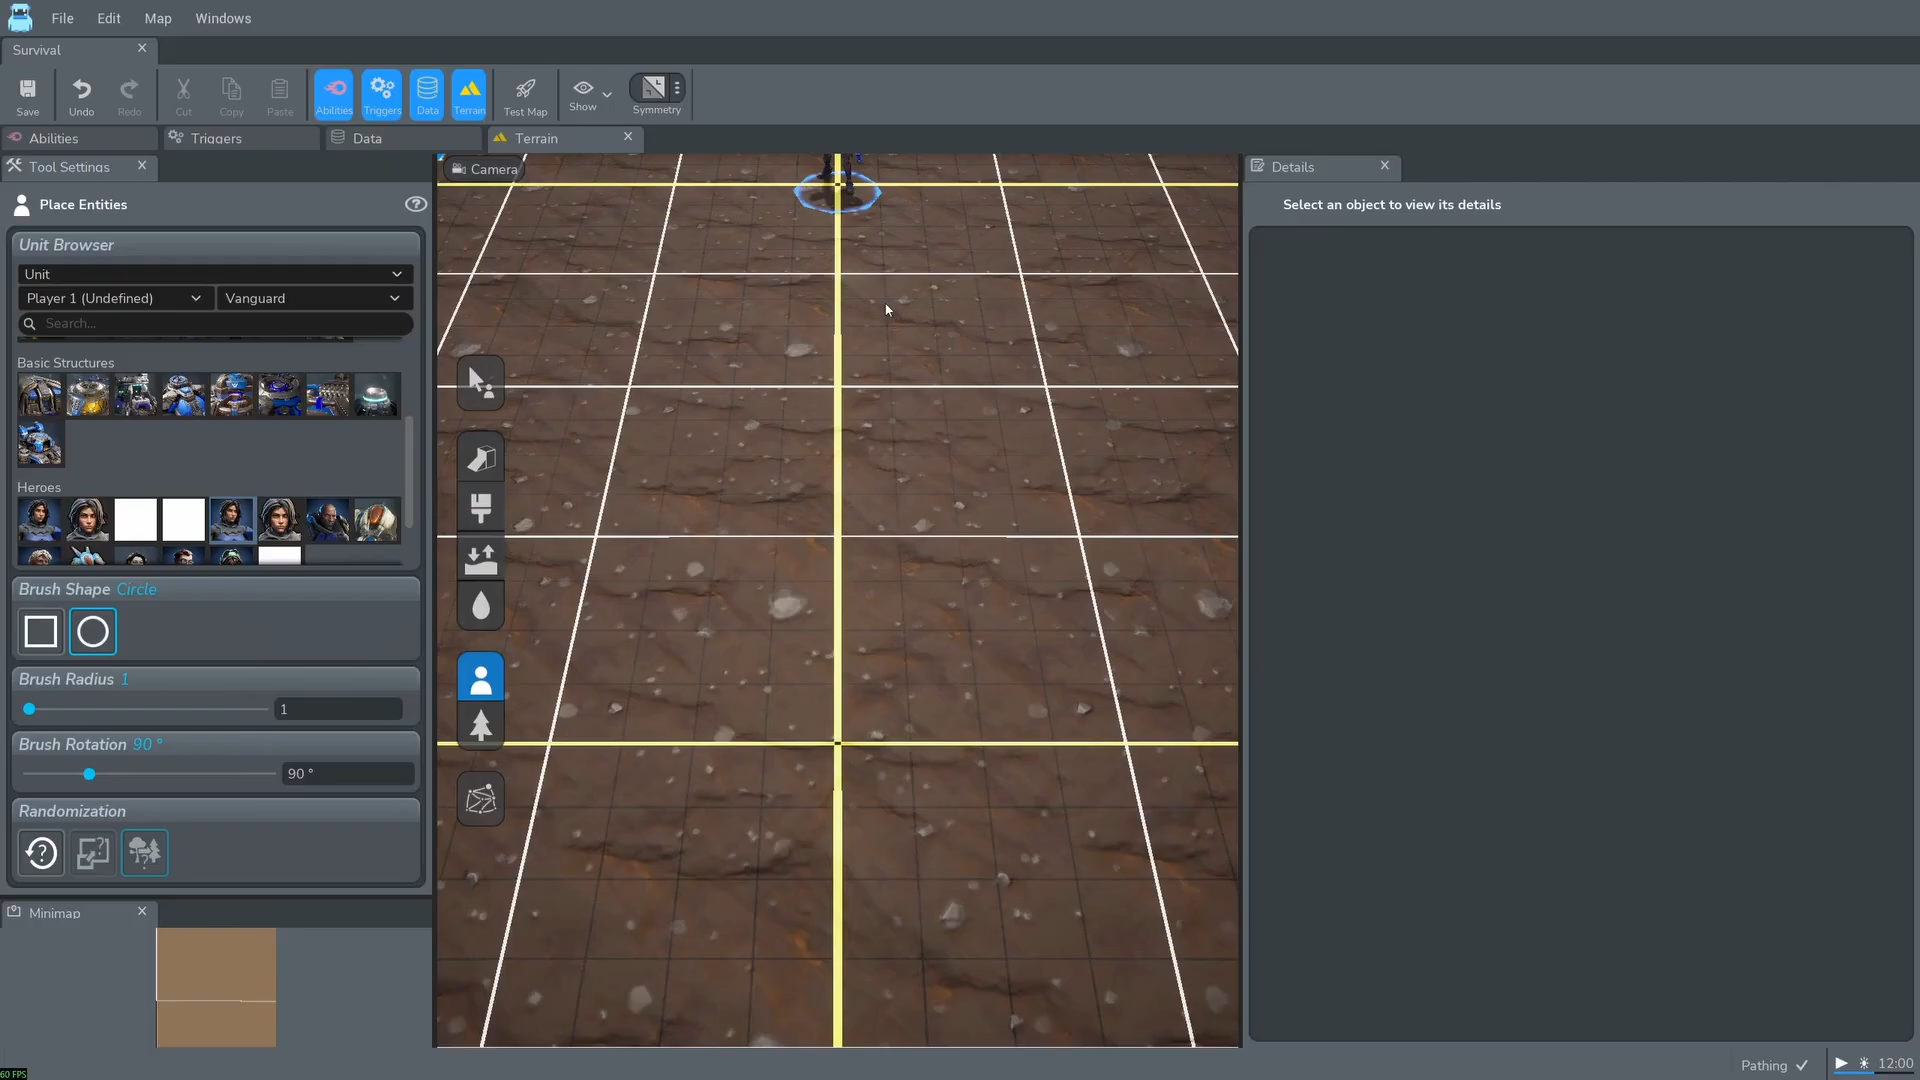 File Edit Map Windows
Survival
Save Undo Redo Cut Copy Paste Abilities Triggers Data Terrain Test Map Show Symmetry
Abilities Triggers Data Terrain
Tool Settings Camera Details
Place Entities
Select an object to view its details
Unit Browser
Unit
Player 1 (Undefined) Vanguard
Search...
Basic Structures
Heroes
Brush Shape Circle
Brush Radius 1
1
Brush Rotation 90 °
90 °
Randomization
Minimap
Pathing 12:00
60 FPS